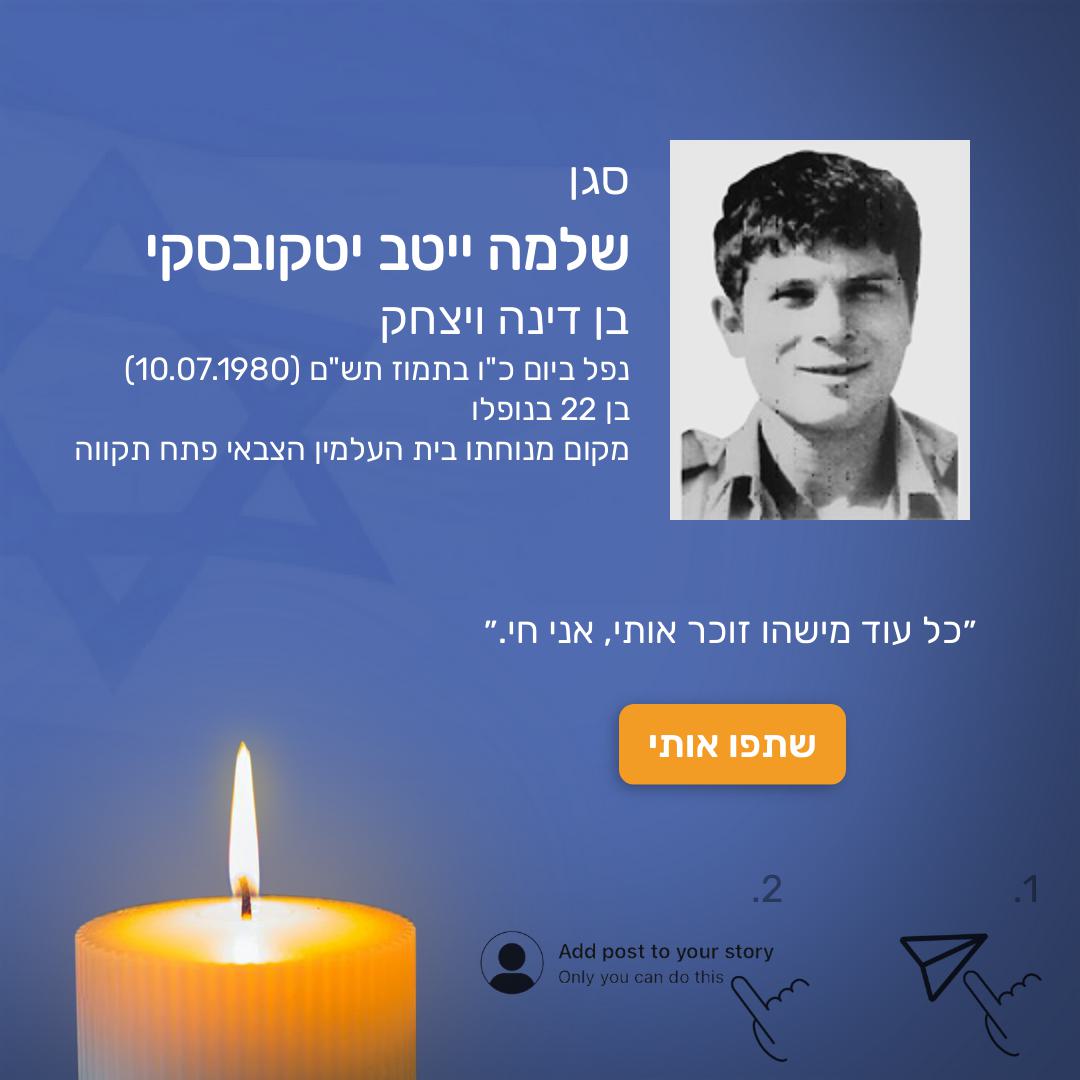 סגן
שלמה ייטב יטקובסקי
בן דינה ויצחק
נפל ביום כ"ו בתמוז תש"ם (10.07.1980)
בן 22 בנופלו
מקום מנוחתו בית העלמין הצבאי פתח תקווה
״כל עוד מישהו זוכר אותי, אני חי.״
שתפו אותי
.1
.2
Add post to your story
Only you can do this